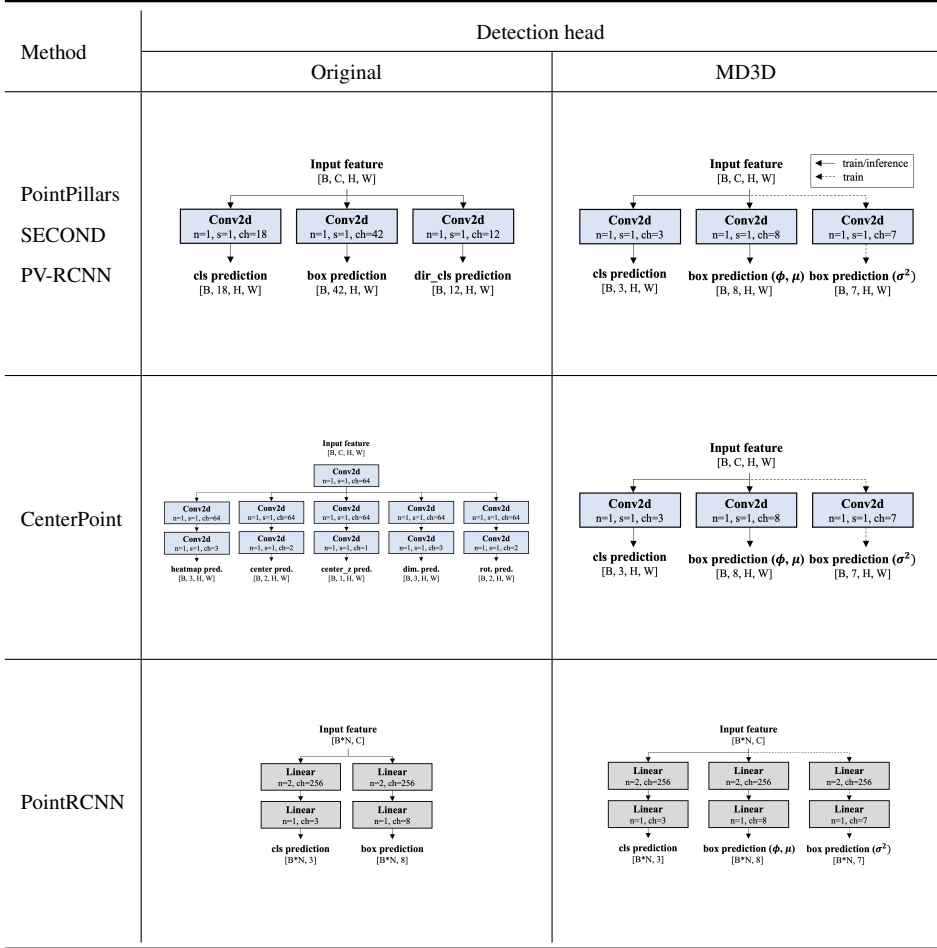 Method
Detection head
Original
MD3D
PointPillars
SECOND
PV-RCNN
Input feature
[B, C, H, W]
Conv2d
n=1, s=1, ch=18
Conv2d
n=1, s=1, ch=42
Conv2d
n=1, s=1, ch=12
cls prediction
[B, 18, H, W]
box prediction
[B, 42, H, W]
dir_cls prediction
[B, 12, H, W]
Input feature
[B, C, H, W]
train/inference
train
Conv2d
n=1, s=1, ch=3
Conv2d
n=1, s=1, ch=8
Conv2d
n=1, s=1, ch=7
cls prediction
[B, 3, H, W]
box prediction (ϕ, μ)
[B, 8, H, W]
box prediction (σ²)
[B, 7, H, W]
CenterPoint
Input feature
[B, C, H, W]
Conv2d
n=1, s=1, ch=64
Conv2d
n=1, s=1, ch=64
Conv2d
n=1, s=1, ch=64
Conv2d
n=1, s=1, ch=64
Conv2d
n=1, s=1, ch=64
Conv2d
n=1, s=1, ch=64
Conv2d
n=1, s=1, ch=3
Conv2d
n=1, s=1, ch=2
Conv2d
n=1, s=1, ch=1
Conv2d
n=1, s=1, ch=3
Conv2d
n=1, s=1, ch=2
heatmap pred.
[B, 3, H, W]
center pred.
[B, 2, H, W]
center_z pred.
[B, 1, H, W]
dim. pred.
[B, 3, H, W]
rot. pred.
[B, 2, H, W]
Input feature
[B, C, H, W]
Conv2d
n=1, s=1, ch=3
Conv2d
n=1, s=1, ch=8
Conv2d
n=1, s=1, ch=7
cls prediction
[B, 3, H, W]
box prediction (ϕ, μ)
[B, 8, H, W]
box prediction (σ²)
[B, 7, H, W]
PointRCNN
Input feature
[B*N, C]
Linear
n=2, ch=256
Linear
n=2, ch=256
Linear
n=1, ch=3
Linear
n=1, ch=8
cls prediction
[B*N, 3]
box prediction
[B*N, 8]
Input feature
[B*N, C]
Linear
n=2, ch=256
Linear
n=2, ch=256
Linear
n=2, ch=256
Linear
n=1, ch=3
Linear
n=1, ch=8
Linear
n=1, ch=7
cls prediction
[B*N, 3]
box prediction (ϕ, μ)
[B*N, 8]
box prediction (σ²)
[B*N, 7]